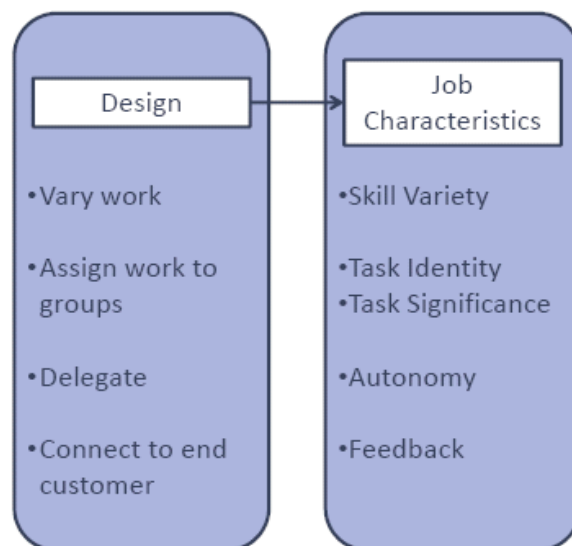 Design
•Vary work
•Assign work to
groups
•Delegate
•Connect to end
customer
Job
Characteristics
•Skill Variety
•Task Identity
•Task Significance
•Autonomy
•Feedback